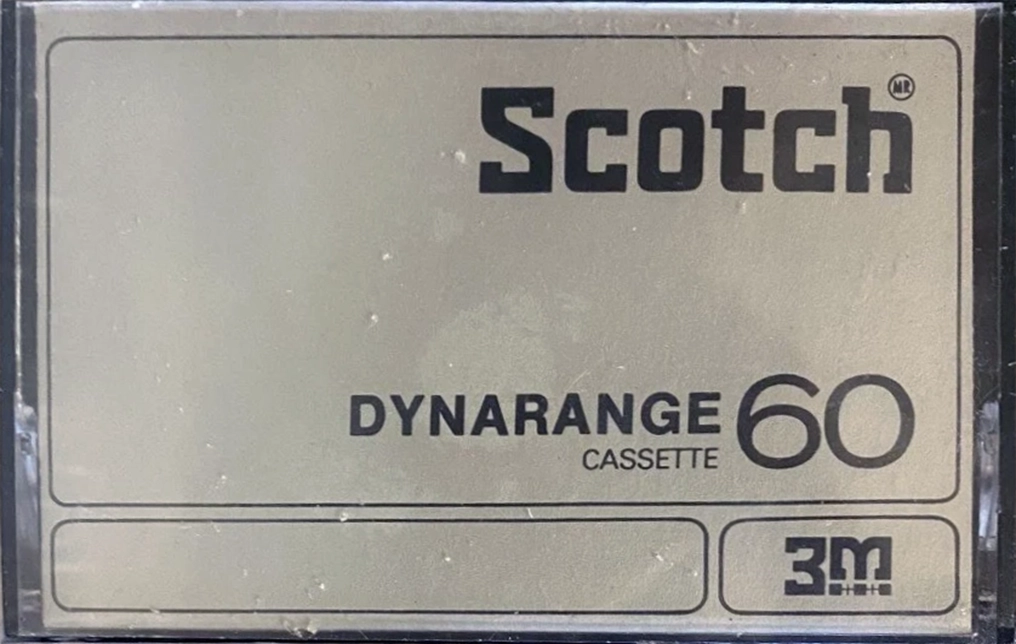 Scotch MR
DYNARANGE 60
CASSETTE
3M